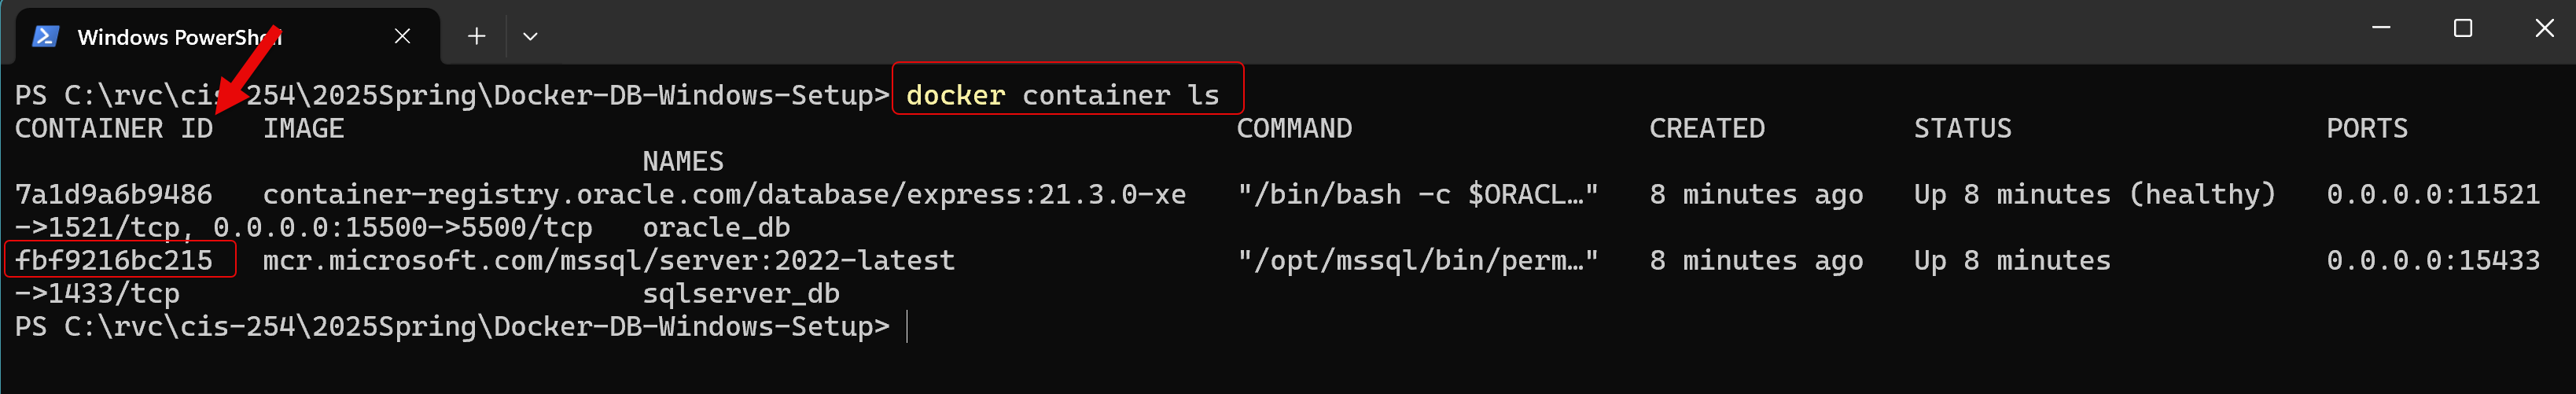 Windows PowerShell
PS C:\rvc\cis-254\2025Spring\Docker-DB-Windows-Setup> docker container ls
CONTAINER ID   IMAGE                                                      COMMAND                  CREATED         STATUS                   PORTS
                                      NAMES
7a1d9a6b9486   container-registry.oracle.com/database/express:21.3.0-xe   "/bin/bash -c $ORACL…"   8 minutes ago   Up 8 minutes (healthy)   0.0.0.0:11521
->1521/tcp, 0.0.0.0:15500->5500/tcp   oracle_db
fbf9216bc215   mcr.microsoft.com/mssql/server:2022-latest                 "/opt/mssql/bin/perm…"   8 minutes ago   Up 8 minutes             0.0.0.0:15433
->1433/tcp                            sqlserver_db
PS C:\rvc\cis-254\2025Spring\Docker-DB-Windows-Setup>